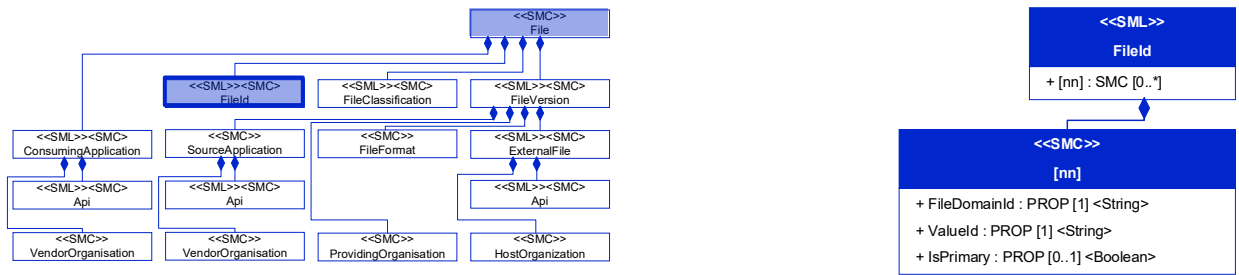 <<SMC>>
File
<<SML>><SMC>
FileId
<<SML>><SMC>
FileClassification
<<SML>><SMC>
FileVersion
<<SML>><SMC>
ConsumingApplication
<<SMC>>
SourceApplication
<<SMC>>
FileFormat
<<SML>><SMC>
ExternalFile
<<SML>><SMC>
Api
<<SML>><SMC>
Api
<<SML>><SMC>
Api
<<SMC>>
VendorOrganisation
<<SMC>>
VendorOrganisation
<<SMC>>
ProvidingOrganisation
<<SMC>>
HostOrganization
<<SML>>
FileId
+ [nn] : SMC [0..*]
<<SMC>>
[nn]
+ FileDomainId : PROP [1] <String>
+ ValueId : PROP [1] <String>
+ IsPrimary : PROP [0..1] <Boolean>